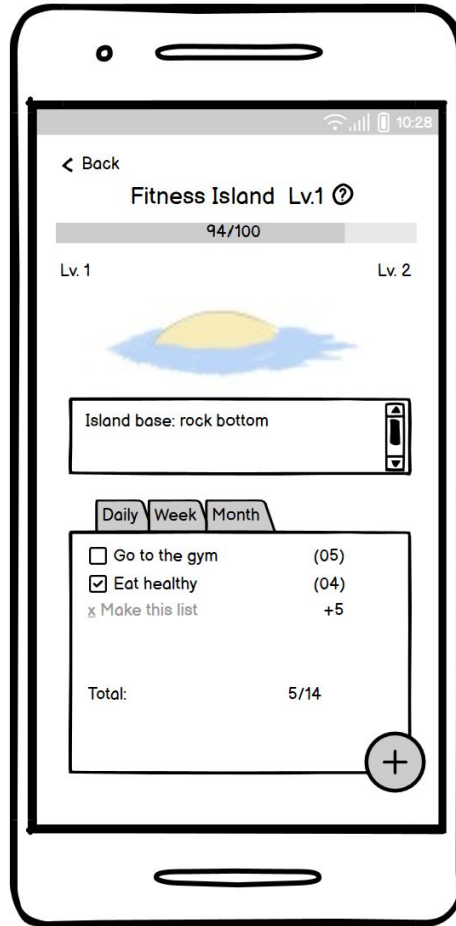 10:28
Back
Fitness Island Lv.1 ?
94/100
Lv. 1 Lv. 2
Island base: rock bottom
Daily Week Month
Go to the gym (05)
Eat healthy (04)
x Make this list +5
Total: 5/14
+